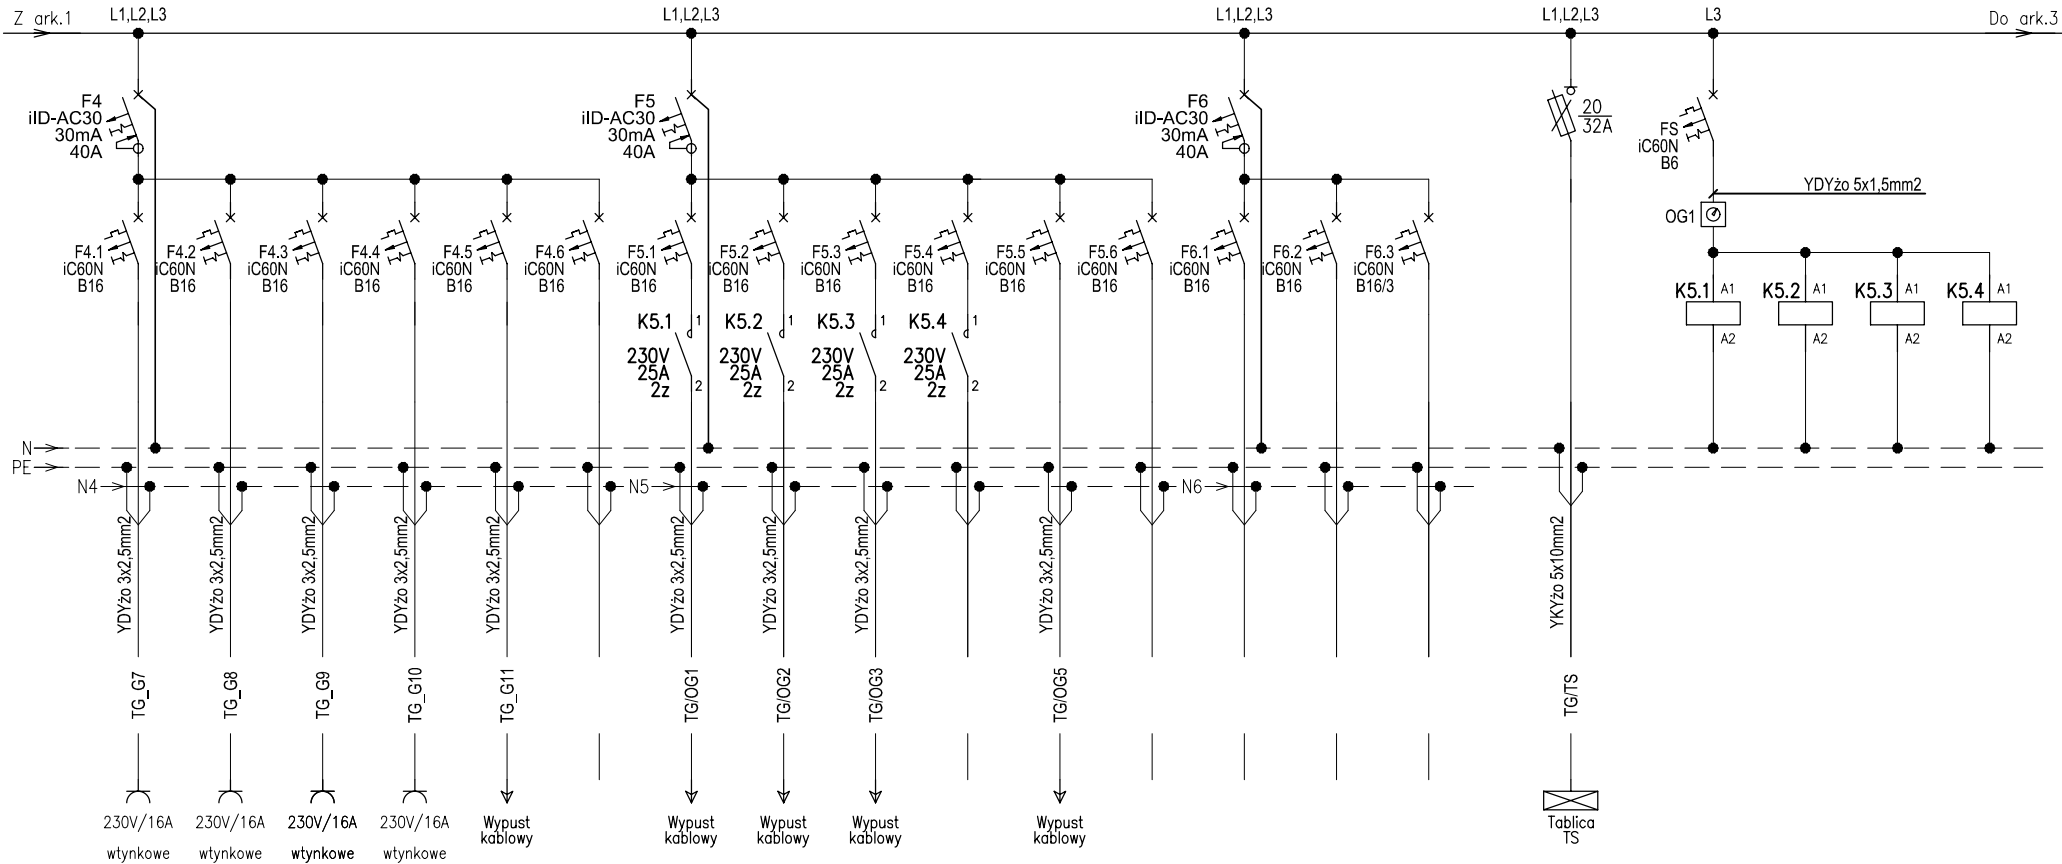 Z ark.1
L1,L2,L3
L1,L2,L3
L1,L2,L3
L1,L2,L3
L3
Do ark.3
F4
iID-AC30
30mA
40A
F5
iID-AC30
30mA
40A
F6
iID-AC30
30mA
40A
20
32A
FS
iC60N
B6
YDYżo 5x1,5mm2
OG1
F4.1
iC60N
B16
F4.2
iC60N
B16
F4.3
iC60N
B16
F4.4
iC60N
B16
F4.5
iC60N
B16
F4.6
iC60N
B16
F5.1
iC60N
B16
F5.2
iC60N
B16
F5.3
iC60N
B16
F5.4
iC60N
B16
F5.5
iC60N
B16
F5.6
iC60N
B16
F6.1
iC60N
B16
F6.2
iC60N
B16
F6.3
iC60N
B16/3
K5.1
A1
A2
K5.2
A1
A2
K5.3
A1
A2
K5.4
A1
A2
K5.1
1
230V
25A
2z
2
K5.2
1
230V
25A
2z
2
K5.3
1
230V
25A
2z
2
K5.4
1
230V
25A
2z
2
N
PE
N4
N5
N6
YDYżo 3x2,5mm2
YDYżo 3x2,5mm2
YDYżo 3x2,5mm2
YDYżo 3x2,5mm2
YDYżo 3x2,5mm2
YDYżo 3x2,5mm2
YDYżo 3x2,5mm2
YDYżo 3x2,5mm2
YDYżo 3x2,5mm2
YKYżo 5x10mm2
TG_G7
TG_G8
TG_G9
TG_G10
TG_G11
TG/OG1
TG/OG2
TG/OG3
TG/OG5
TG/TS
230V/16A
wtynkowe
230V/16A
wtynkowe
230V/16A
wtynkowe
230V/16A
wtynkowe
Wypust
kablowy
Wypust
kablowy
Wypust
kablowy
Wypust
kablowy
Wypust
kablowy
Tablica
TS